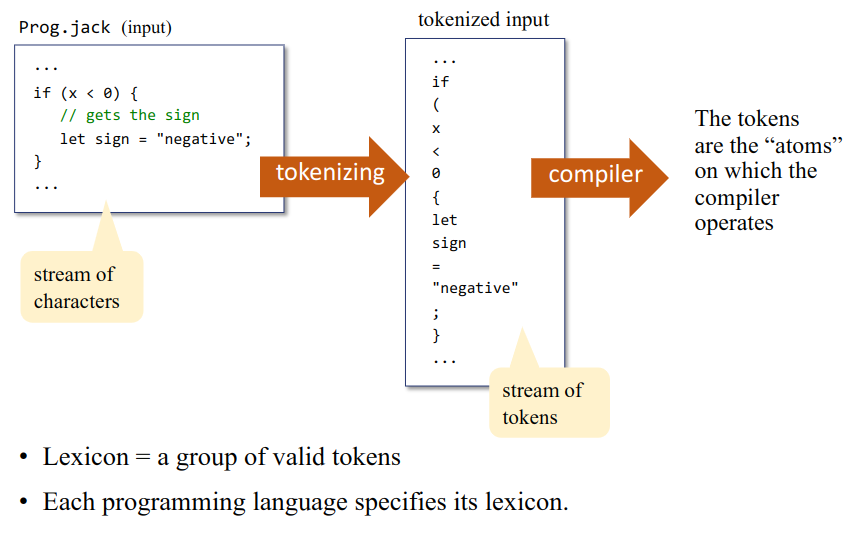 Prog.jack (input)
...
if (x < 0) {
   // gets the sign
   let sign = "negative";
}
...
stream of
characters
tokenizing
tokenized input
...
if
(
x
<
0
{
let
sign
=
"negative"
;
}
...
stream of
tokens
compiler
The tokens
are the “atoms”
on which the
compiler
operates
• Lexicon = a group of valid tokens
• Each programming language specifies its lexicon.